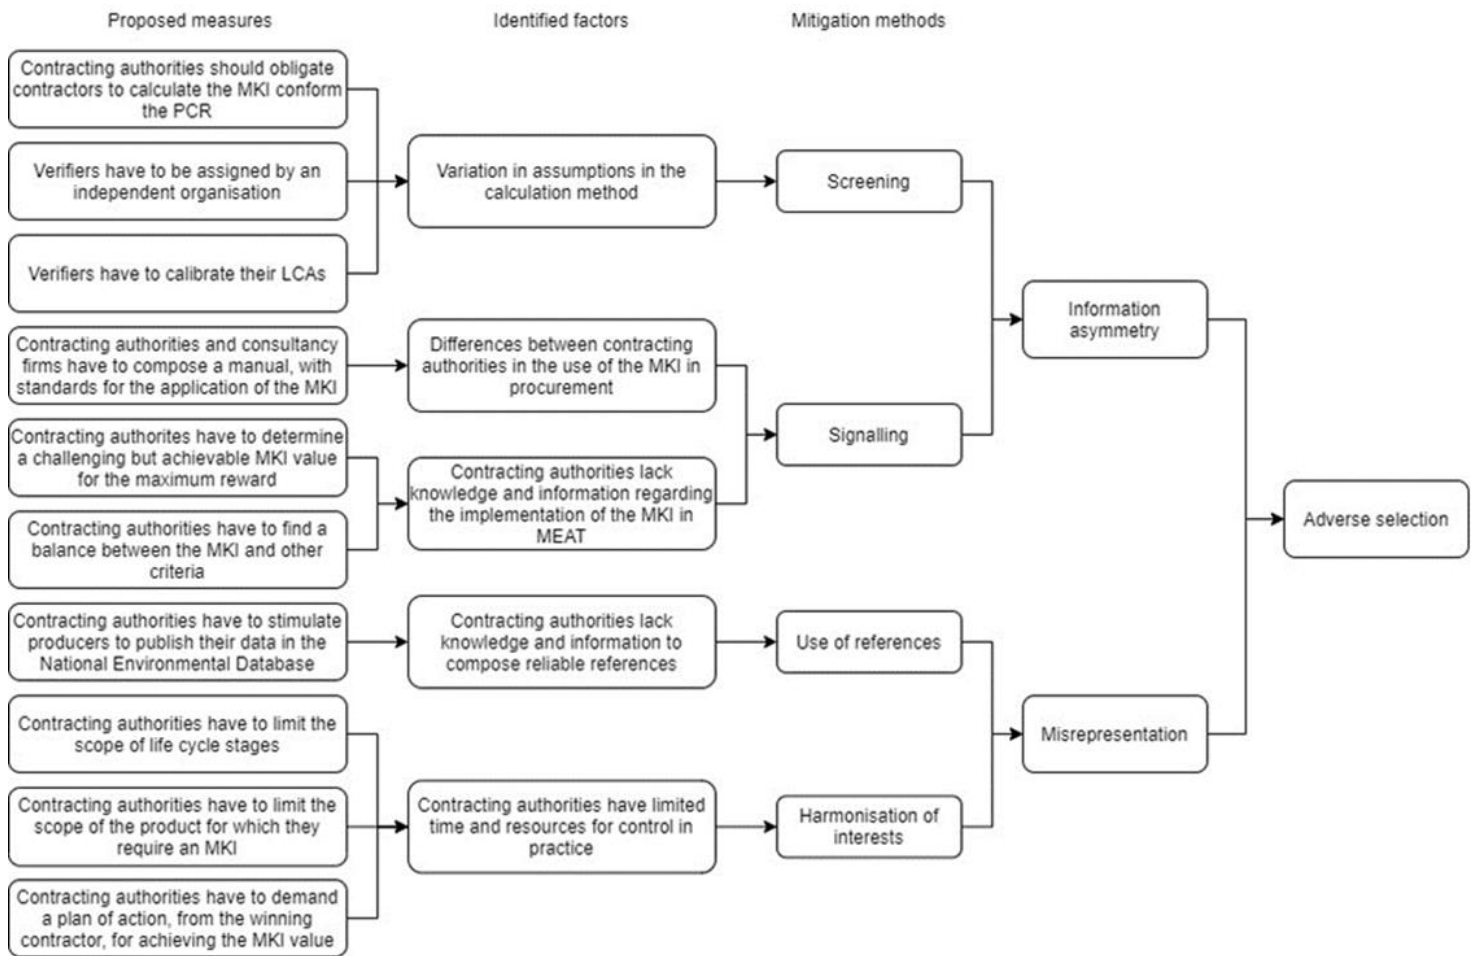 Proposed measures
Identified factors
Mitigation methods
Contracting authorities should obligate
contractors to calculate the MKI conform
the PCR
Verifiers have to be assigned by an
independent organisation
Verifiers have to calibrate their LCAs
Contracting authorities and consultancy
firms have to compose a manual, with
standards for the application of the MKI
Contracting authorites have to determine
a challenging but achievable MKI value
for the maximum reward
Contracting authorities have to find a
balance between the MKI and other
criteria
Contracting authorities have to stimulate
producers to publish their data in the
National Environmental Database
Contracting authorities have to limit the
scope of life cycle stages
Contracting authorities have to limit the
scope of the product for which they
require an MKI
Contracting authorities have to demand
a plan of action, from the winning
contractor, for achieving the MKI value
Variation in assumptions in the
calculation method
Differences between contracting
authorities in the use of the MKI in
procurement
Contracting authorities lack
knowledge and information regarding
the implementation of the MKI in
MEAT
Contracting authorities lack
knowledge and information to
compose reliable references
Contracting authorities have limited
time and resources for control in
practice
Screening
Signalling
Use of references
Harmonisation of
interests
Information
asymmetry
Misrepresentation
Adverse selection